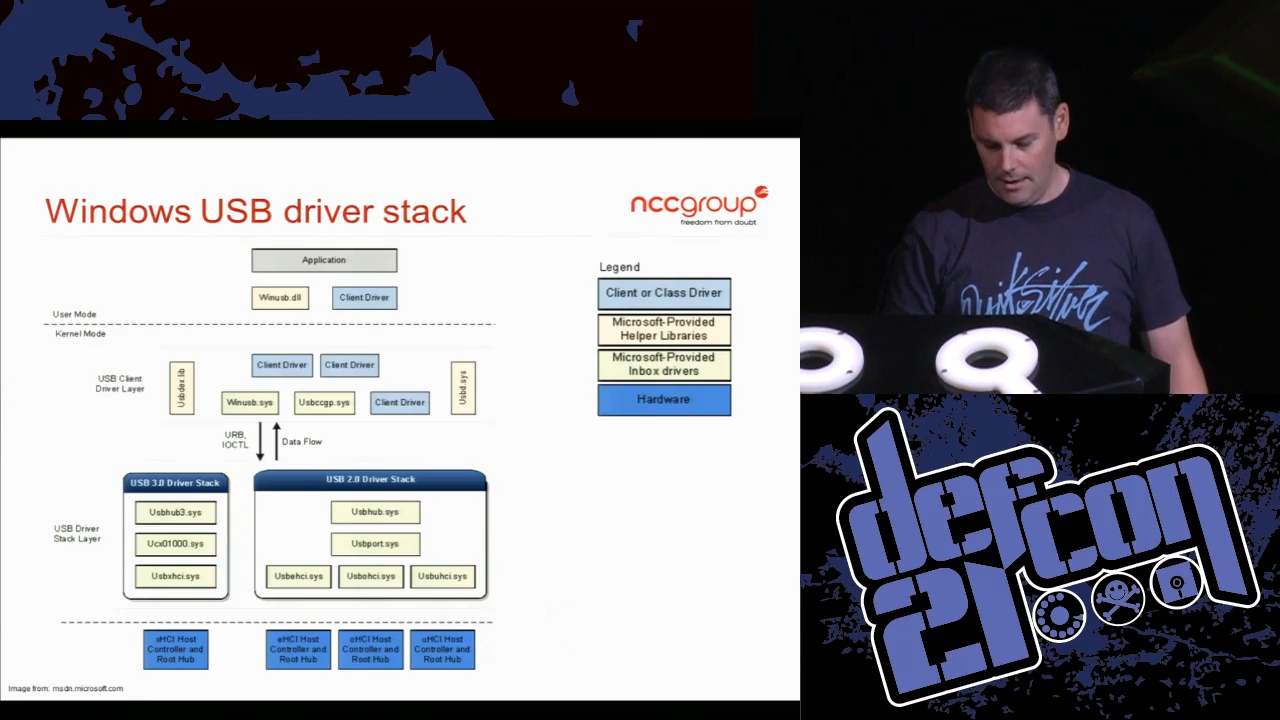 Windows USB driver stack
nccgroup
freedom from doubt
Application
Winusb.dll
Client Driver
User Mode
Kernel Mode
USB Client
Driver Layer
Usbdex.lib
Client Driver
Client Driver
Winusb.sys
Usbccgp.sys
Client Driver
Usbd.sys
URB,
IOCTL
Data Flow
USB 3.0 Driver Stack
Usbhub3.sys
Ucx01000.sys
Usbxhci.sys
USB 2.0 Driver Stack
Usbhub.sys
Usbport.sys
Usbehci.sys
Usbohci.sys
Usbuhci.sys
USB Driver
Stack Layer
xHCI Host
Controller and
Root Hub
eHCI Host
Controller and
Root Hub
oHCI Host
Controller and
Root Hub
uHCI Host
Controller and
Root Hub
Image from: msdn.microsoft.com
Legend
Client or Class Driver
Microsoft-Provided
Helper Libraries
Microsoft-Provided
Inbox drivers
Hardware
Quiksilver
defcon
21